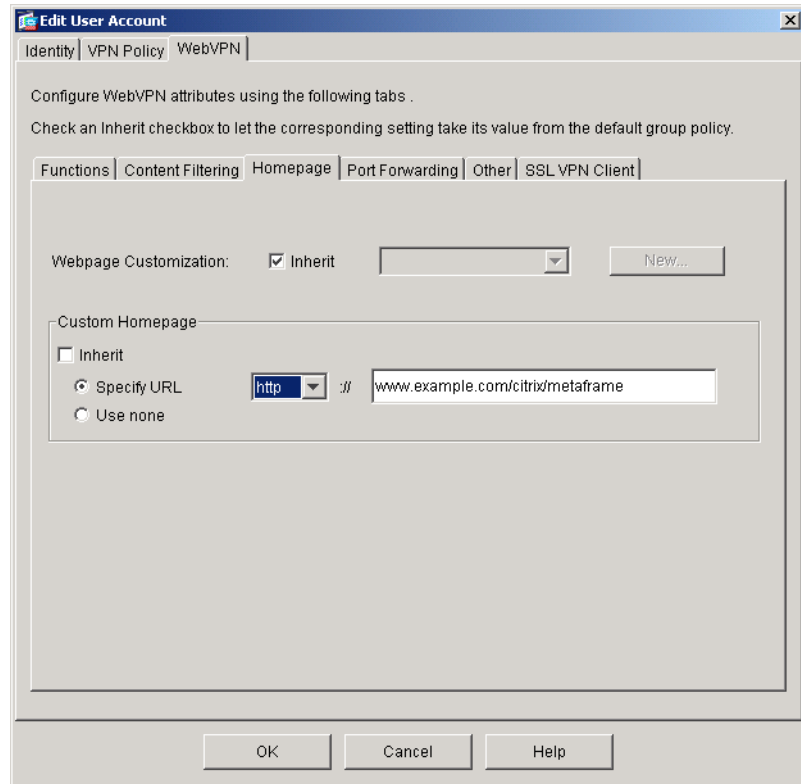 Edit User Account
Identity VPN Policy WebVPN
Configure WebVPN attributes using the following tabs .
Check an Inherit checkbox to let the corresponding setting take its value from the default group policy.
Functions Content Filtering Homepage Port Forwarding Other SSL VPN Client
Webpage Customization: Inherit New...
Custom Homepage
Inherit
Specify URL http :// www.example.com/citrix/metaframe
Use none
OK Cancel Help